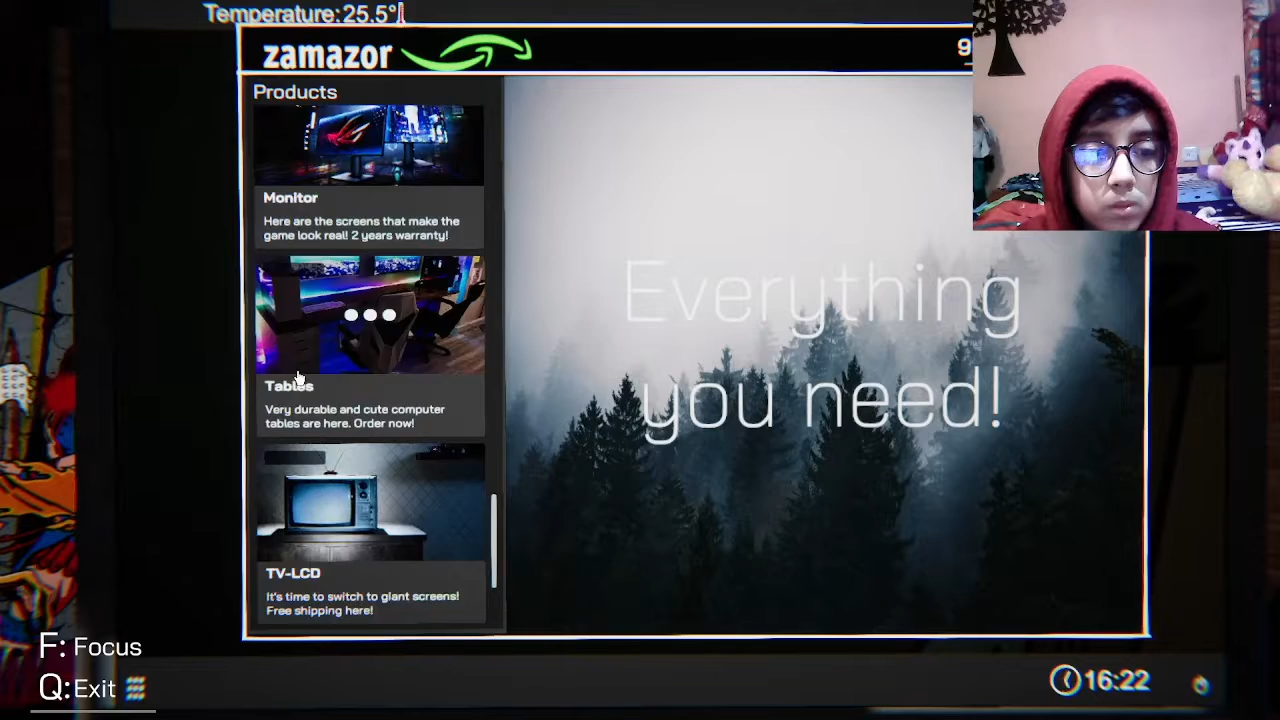 Temperature: 25.5°
zamazor
9
Products
Monitor
Here are the screens that make the
game look real! 2 years warranty!
Tables
Very durable and cute computer
tables are here. Order now!
TV-LCD
It's time to switch to giant screens!
Free shipping here!
Everything
you need!
F: Focus
Q: Exit
16:22